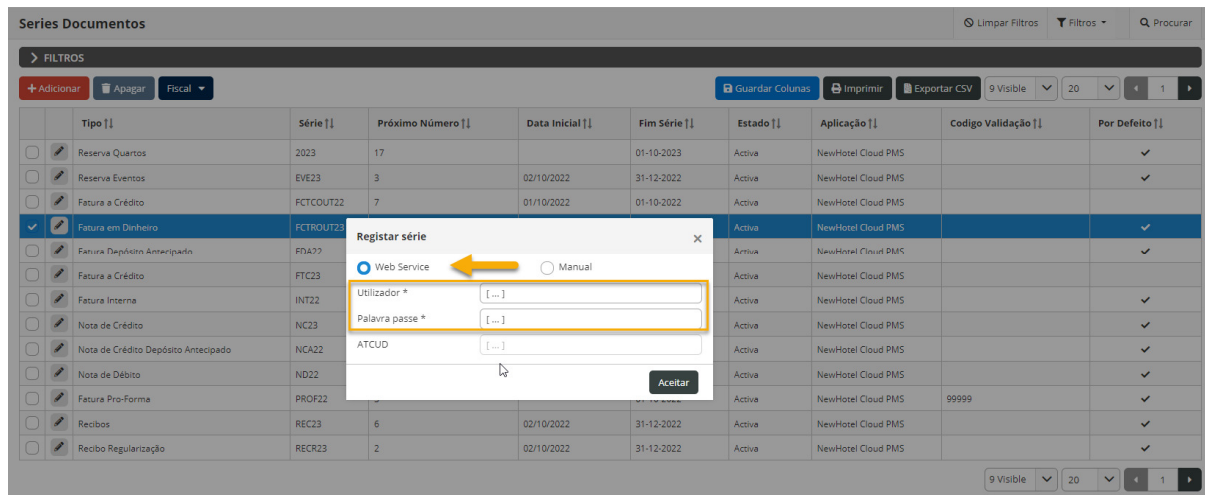 Series Documentos
Limpar Filtros Filtros Procurar
FILTROS
Adicionar Apagar Fiscal Guardar Colunas Imprimir Exportar CSV 9 Visible 20 1
Tipo Série Próximo Número Data Inicial Fim Série Estado Aplicação Codigo Validação Por Defeito
Reserva Quartos 2023 17 01-10-2023 Activa NewHotel Cloud PMS
Reserva Eventos EVE23 3 02/10/2022 31-12-2022 Activa NewHotel Cloud PMS
Fatura a Crédito FCTCOUT22 7 01/10/2022 01-10-2022 Activa NewHotel Cloud PMS
Fatura em Dinheiro FCTROUT23 Activa NewHotel Cloud PMS
Fatura Depósito Antecipado FDA22 Activa NewHotel Cloud PMS
Fatura a Crédito FTC23 Activa NewHotel Cloud PMS
Fatura Interna INT22 Activa NewHotel Cloud PMS
Nota de Crédito NC23 Activa NewHotel Cloud PMS
Nota de Crédito Depósito Antecipado NCA22 Activa NewHotel Cloud PMS
Nota de Débito ND22 Activa NewHotel Cloud PMS
Fatura Pro-Forma PROF22 Activa NewHotel Cloud PMS 99999
Recibos REC23 6 02/10/2022 31-12-2022 Activa NewHotel Cloud PMS
Recibo Regularização RECR23 2 02/10/2022 31-12-2022 Activa NewHotel Cloud PMS
Registar série
Web Service Manual
Utilizador * [ ... ]
Palavra passe * [ ... ]
ATCUD [ ... ]
Aceitar
9 Visible 20 1